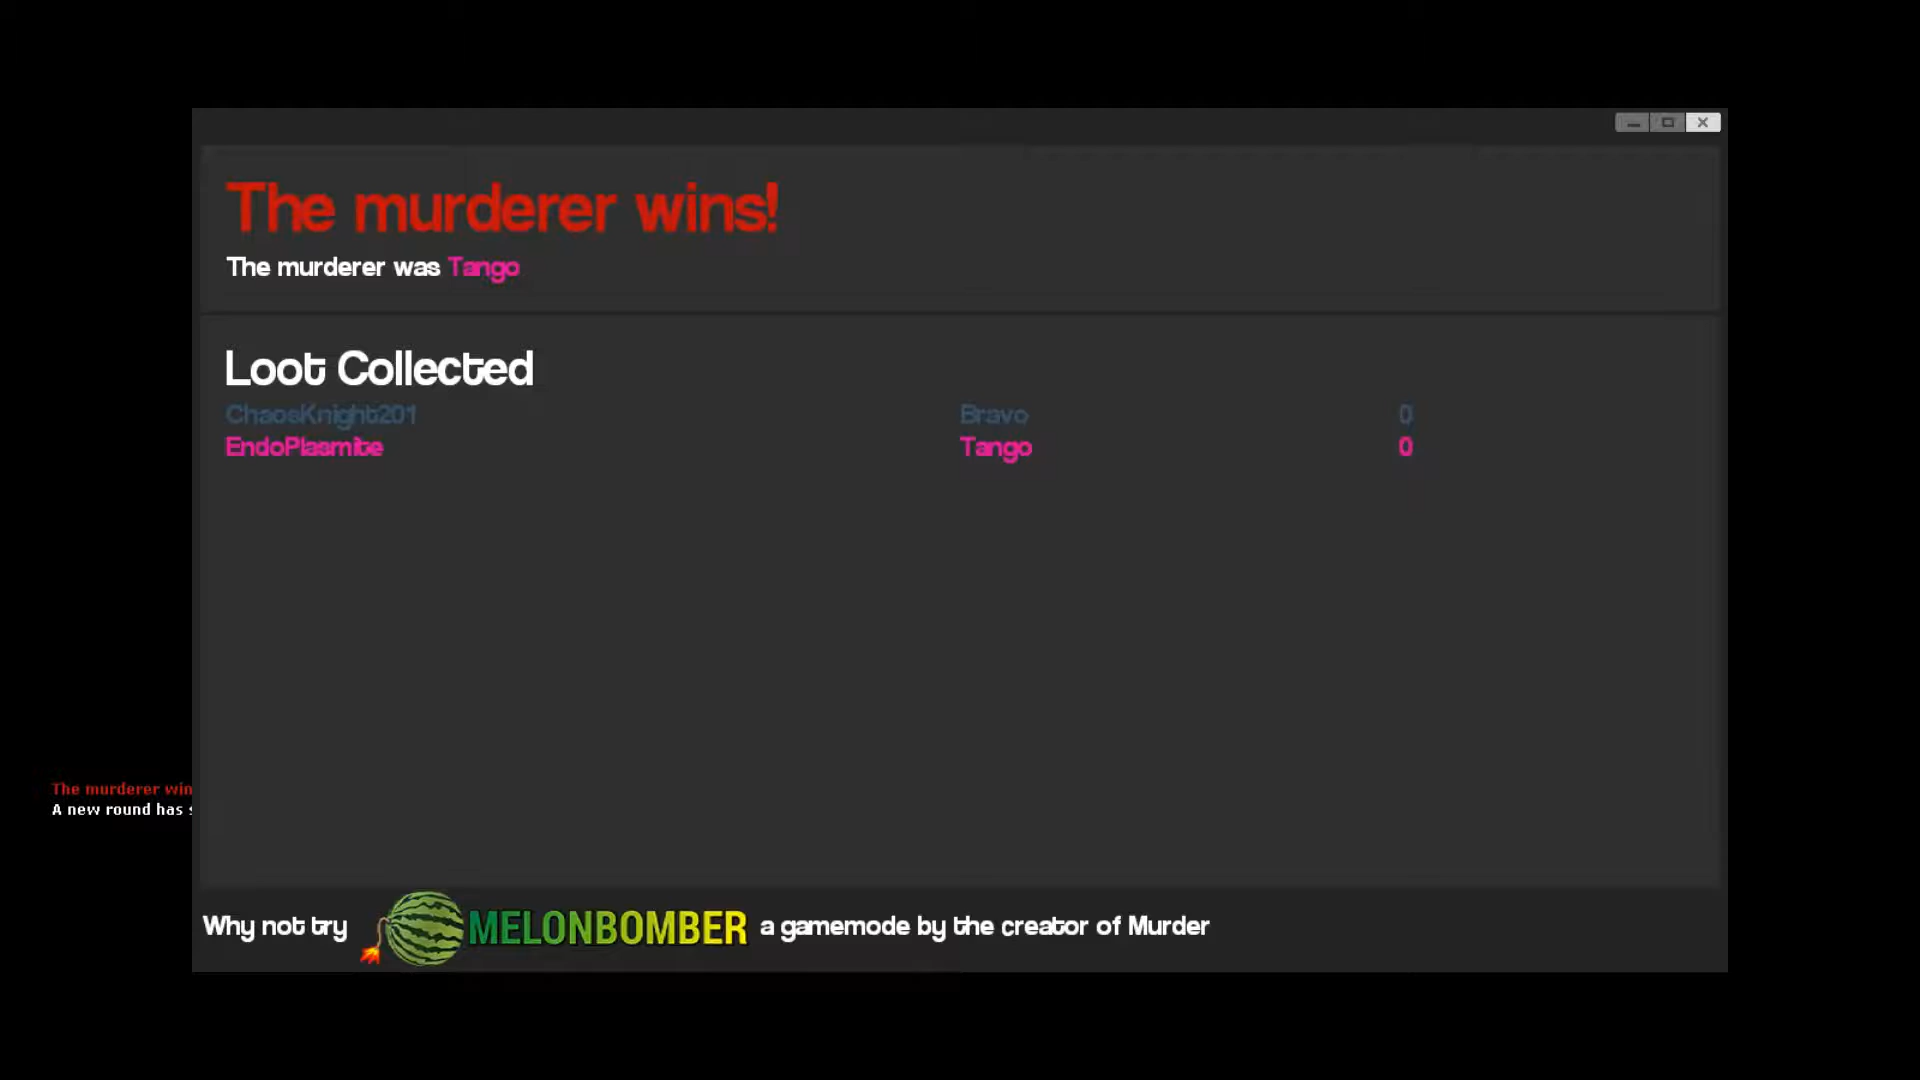 The murderer wins!
The murderer was Tango
Loot Collected
ChaosKnight201 Bravo 0
EndoPlasmite Tango 0
The murderer win
A new round has
Why not try MELONBOMBER a gamemode by the creator of Murder